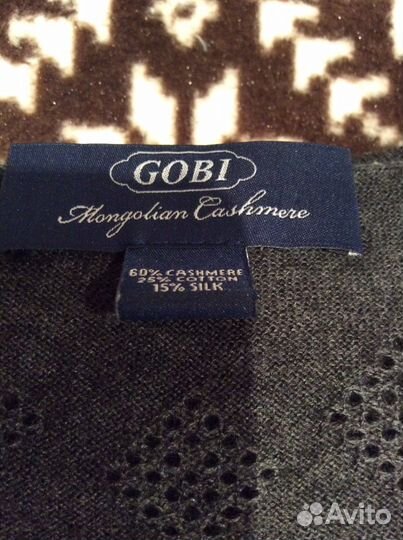 GOBI
Mongolian Cashmere
60% CASHMERE
25% COTTON
15% SILK
Avito